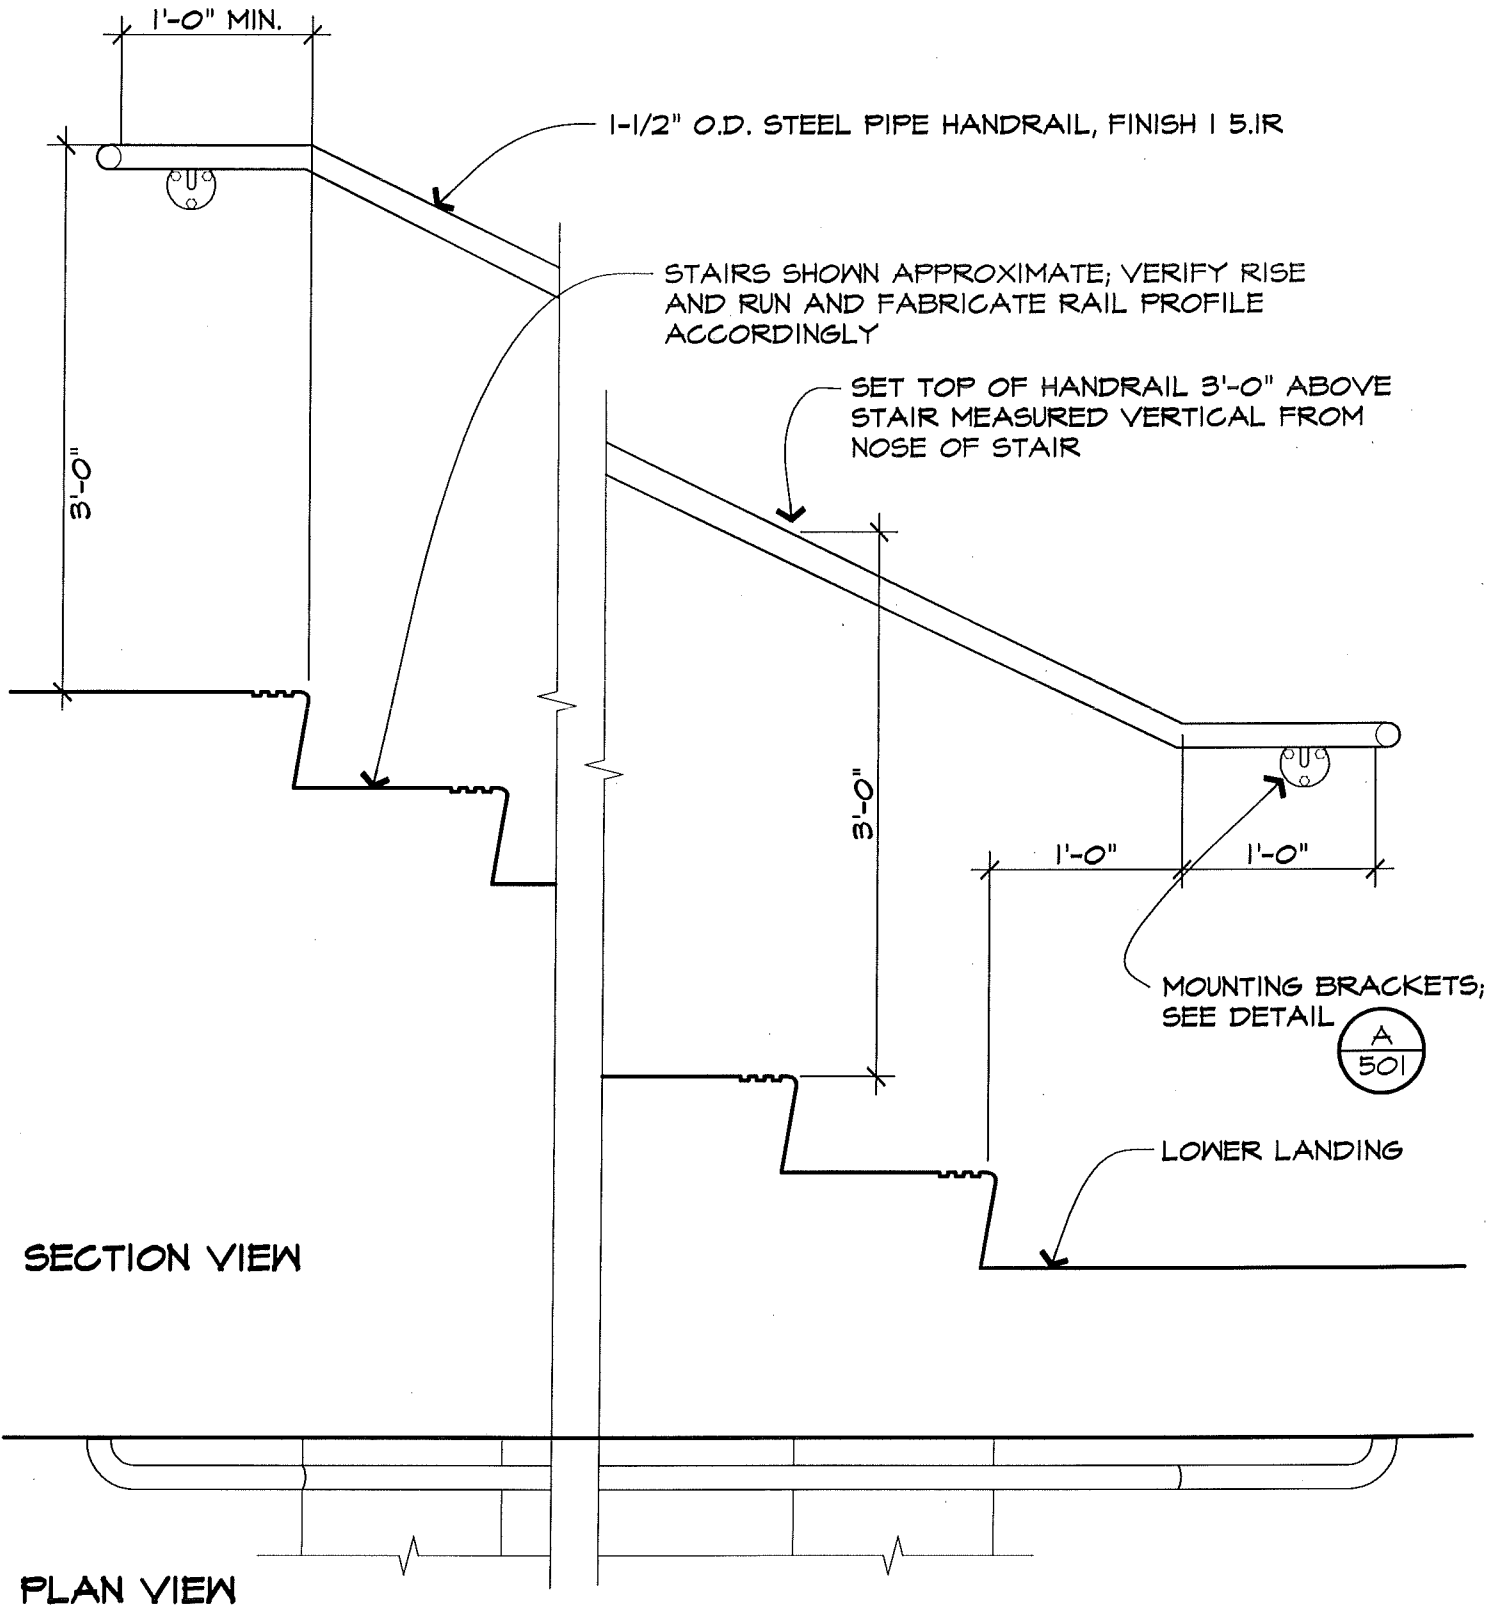 1'-0" MIN.
1-1/2" O.D. STEEL PIPE HANDRAIL, FINISH 1 5.1R
STAIRS SHOWN APPROXIMATE; VERIFY RISE
AND RUN AND FABRICATE RAIL PROFILE
ACCORDINGLY
SET TOP OF HANDRAIL 3'-0" ABOVE
STAIR MEASURED VERTICAL FROM
NOSE OF STAIR
3'-0"
3'-0"
1'-0"
1'-0"
MOUNTING BRACKETS;
SEE DETAIL
A
501
LOWER LANDING
SECTION VIEW
PLAN VIEW